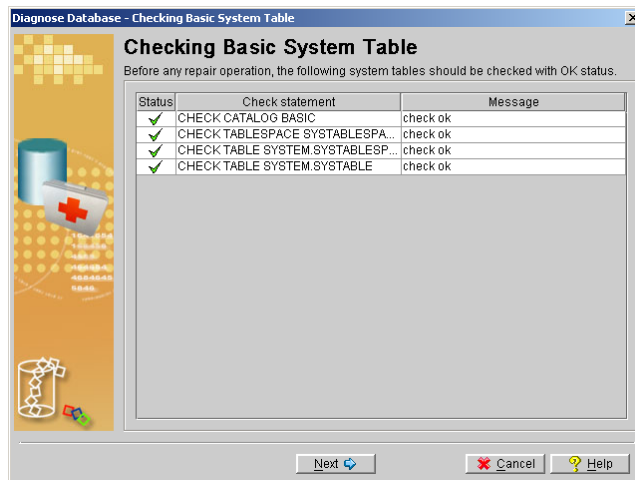 Diagnose Database - Checking Basic System Table
Checking Basic System Table
Before any repair operation, the following system tables should be checked with OK status.
Status Check statement Message
CHECK CATALOG BASIC check ok
CHECK TABLESPACE SYSTABLESPA... check ok
CHECK TABLE SYSTEM.SYSTABLESP... check ok
CHECK TABLE SYSTEM.SYSTABLE check ok
Next Cancel Help